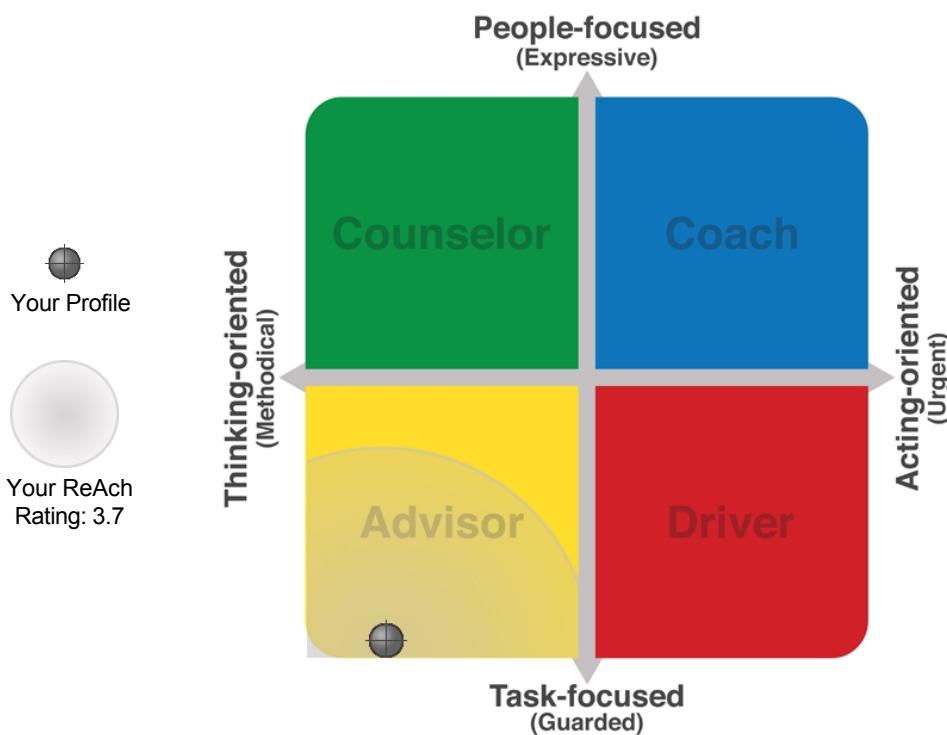 People-focused
(Expressive)
Counselor
Coach
Your Profile
Thinking-oriented
(Methodical)
Acting-oriented
(Urgent)
Your ReAch
Rating: 3.7
Advisor
Driver
Task-focused
(Guarded)